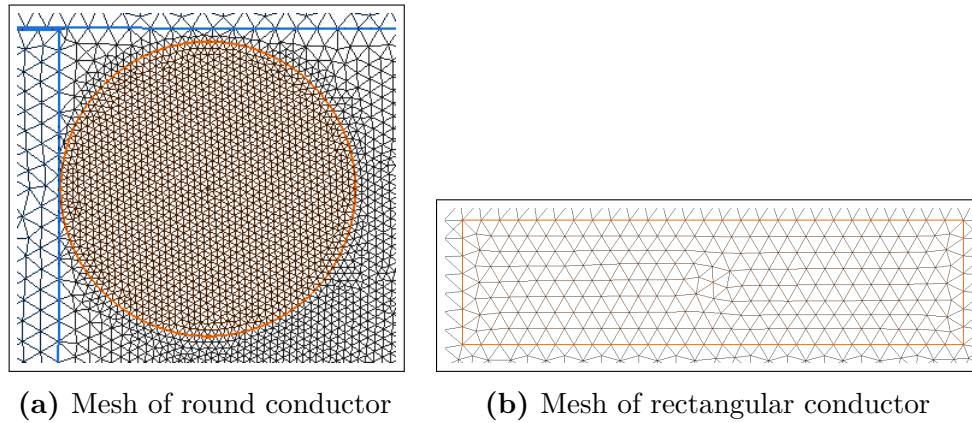 (a) Mesh of round conductor
(b) Mesh of rectangular conductor